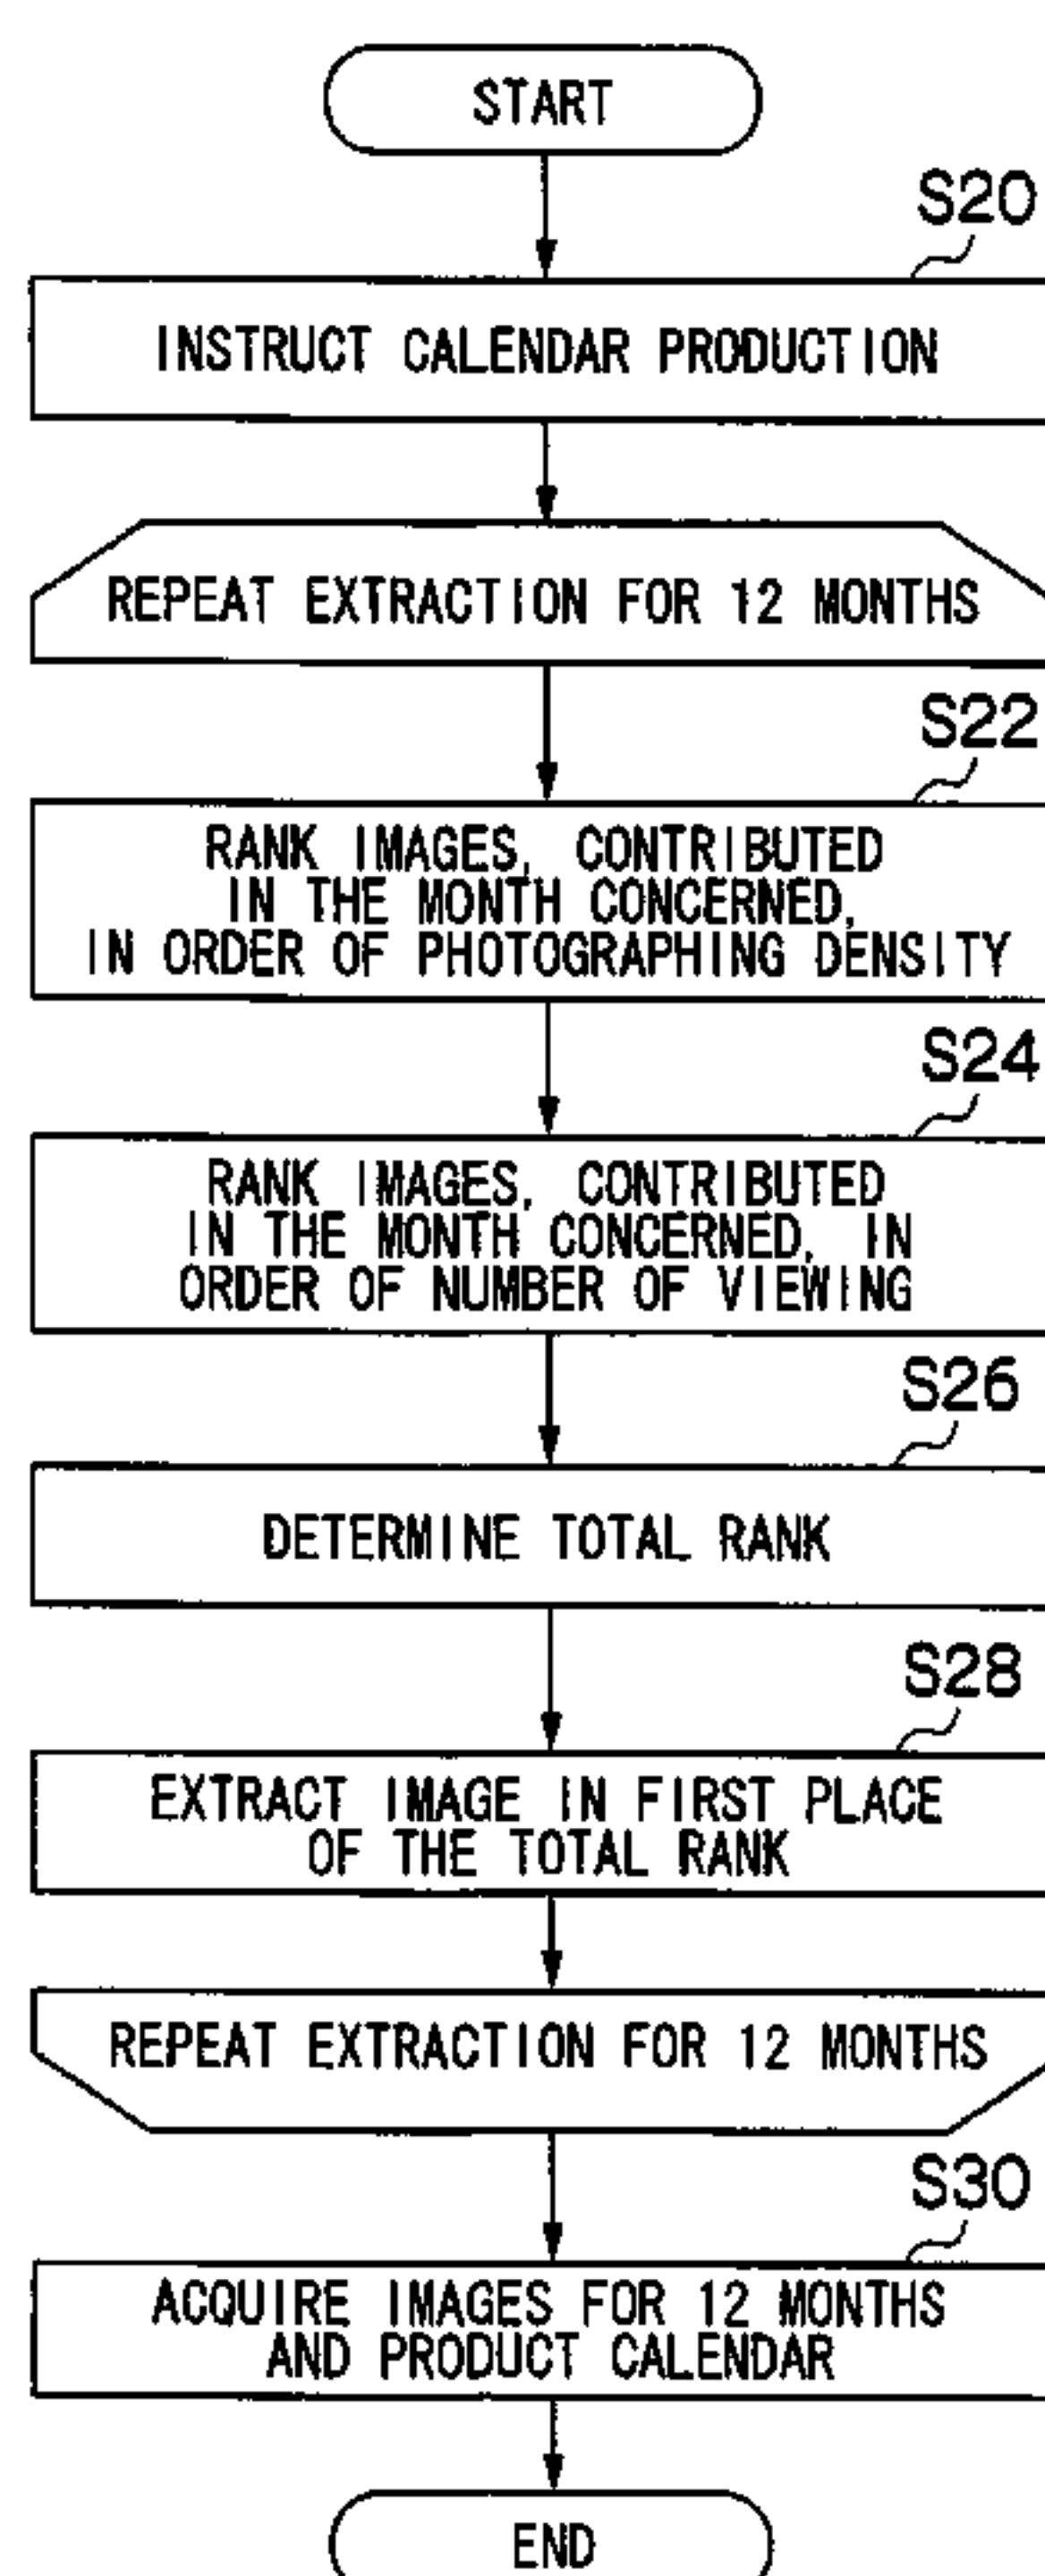 START
S20
INSTRUCT CALENDAR PRODUCTION
REPEAT EXTRACTION FOR 12 MONTHS
S22
RANK IMAGES, CONTRIBUTED
IN THE MONTH CONCERNED,
IN ORDER OF PHOTOGRAPHING DENSITY
S24
RANK IMAGES, CONTRIBUTED
IN THE MONTH CONCERNED, IN
ORDER OF NUMBER OF VIEWING
S26
DETERMINE TOTAL RANK
S28
EXTRACT IMAGE IN FIRST PLACE
OF THE TOTAL RANK
REPEAT EXTRACTION FOR 12 MONTHS
S30
ACQUIRE IMAGES FOR 12 MONTHS
AND PRODUCT CALENDAR
END